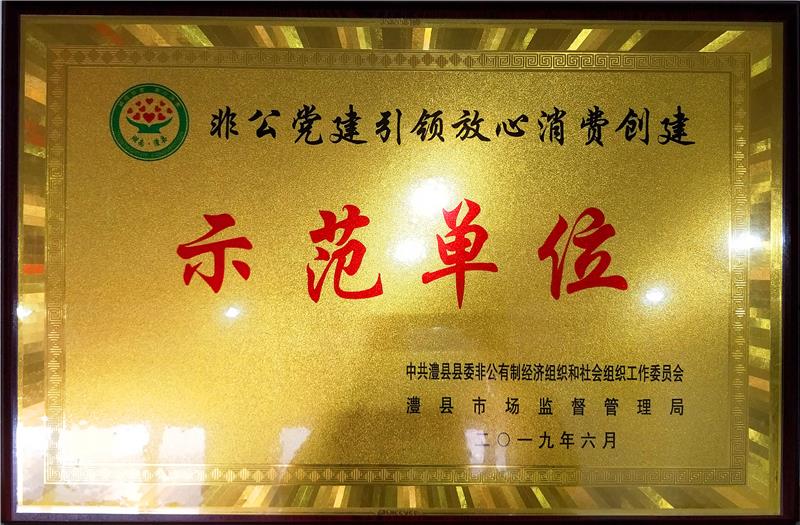 非公党建引领放心消费创建
示范单位
中共澧县县委非公有制经济组织和社会组织工作委员会
澧县市场监督管理局
二〇一九年六月